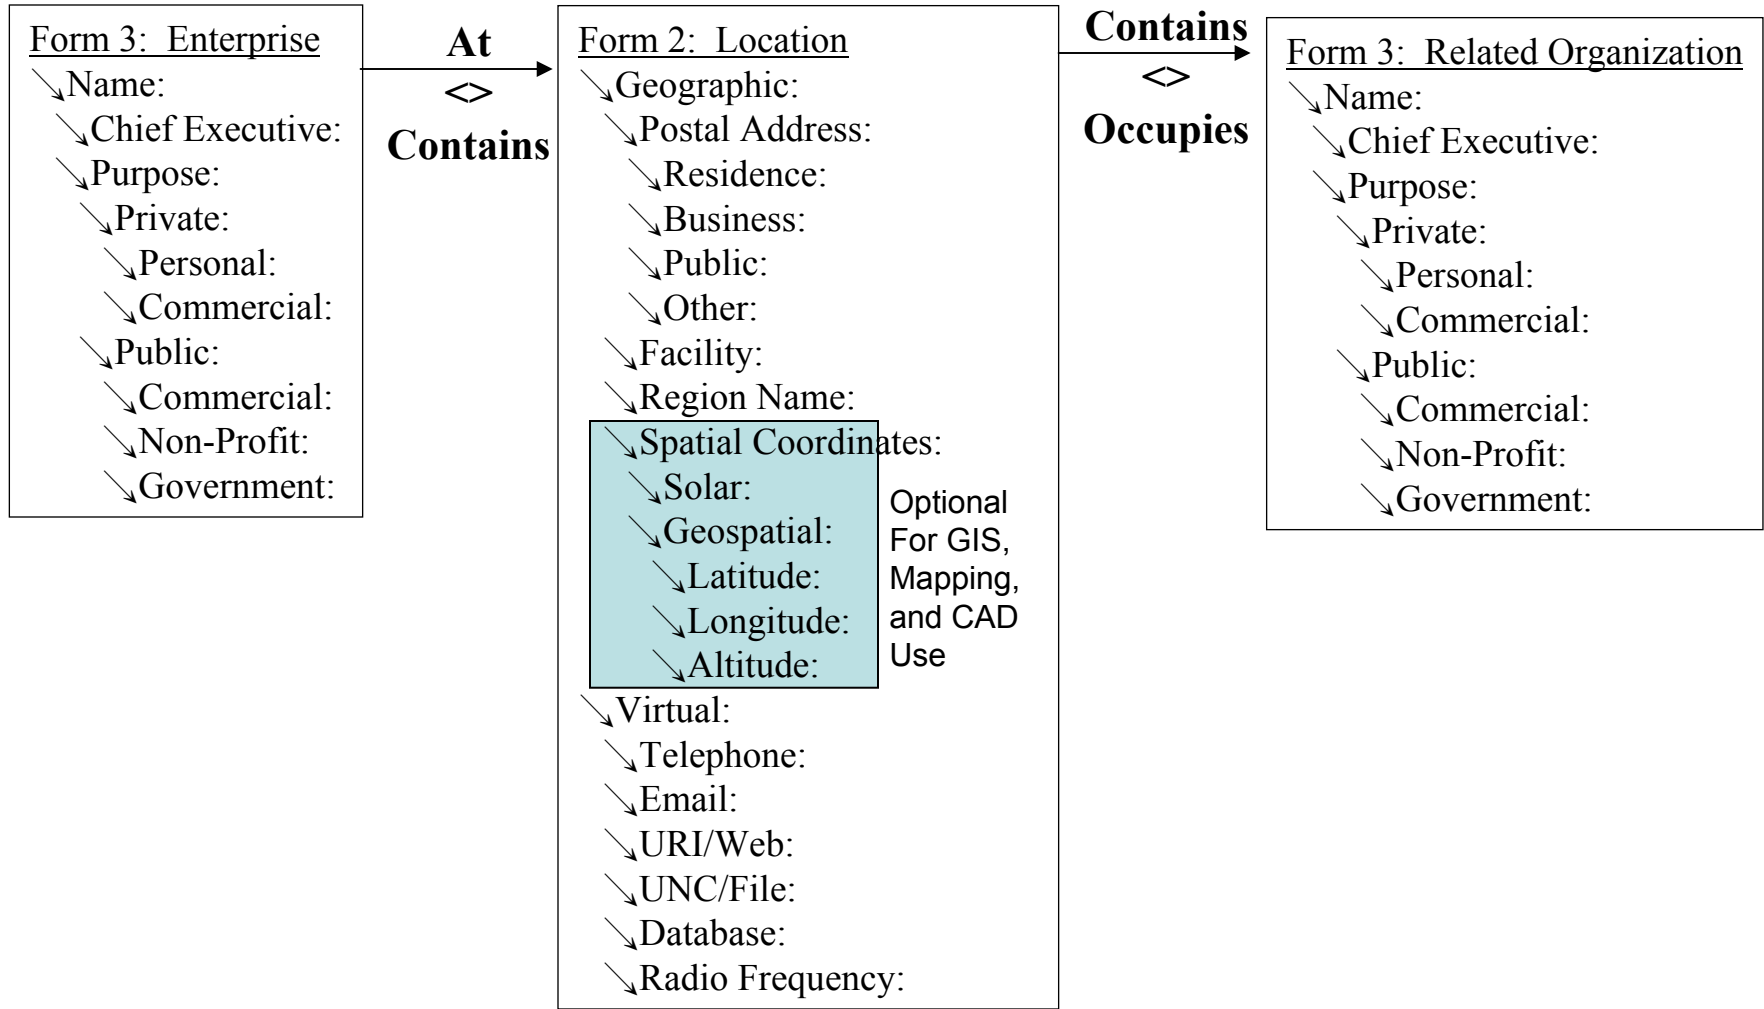 Form 3:  Enterprise
Name:
Chief Executive:
Purpose:
Private:
Personal:
Commercial:
Public:
Commercial:
Non-Profit:
Government:
At
<>
Contains
Form 2:  Location
Geographic:
Postal Address:
Residence:
Business:
Public:
Other:
Facility:
Region Name:
Spatial Coordinates:
Solar:
Geospatial:
Latitude:
Longitude:
Altitude:
Optional
For GIS,
Mapping,
and CAD
Use
Virtual:
Telephone:
Email:
URI/Web:
UNC/File:
Database:
Radio Frequency:
Contains
<>
Occupies
Form 3:  Related Organization
Name:
Chief Executive:
Purpose:
Private:
Personal:
Commercial:
Public:
Commercial:
Non-Profit:
Government: